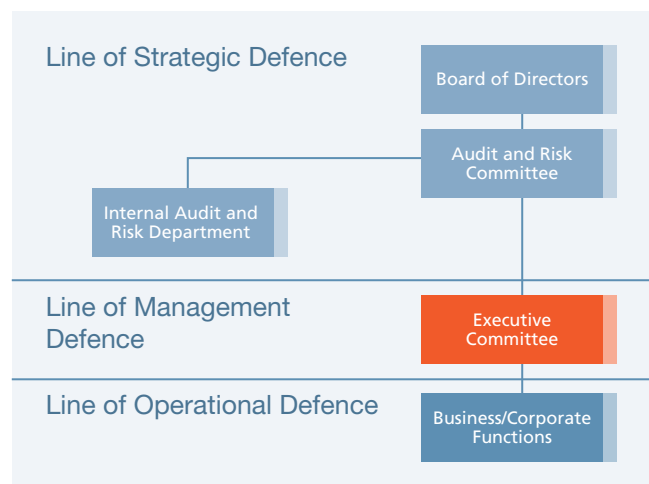 Line of Strategic Defence
Board of Directors
Audit and Risk
Committee
Internal Audit and
Risk Department
Line of Management
Defence
Executive
Committee
Line of Operational Defence
Business/Corporate
Functions